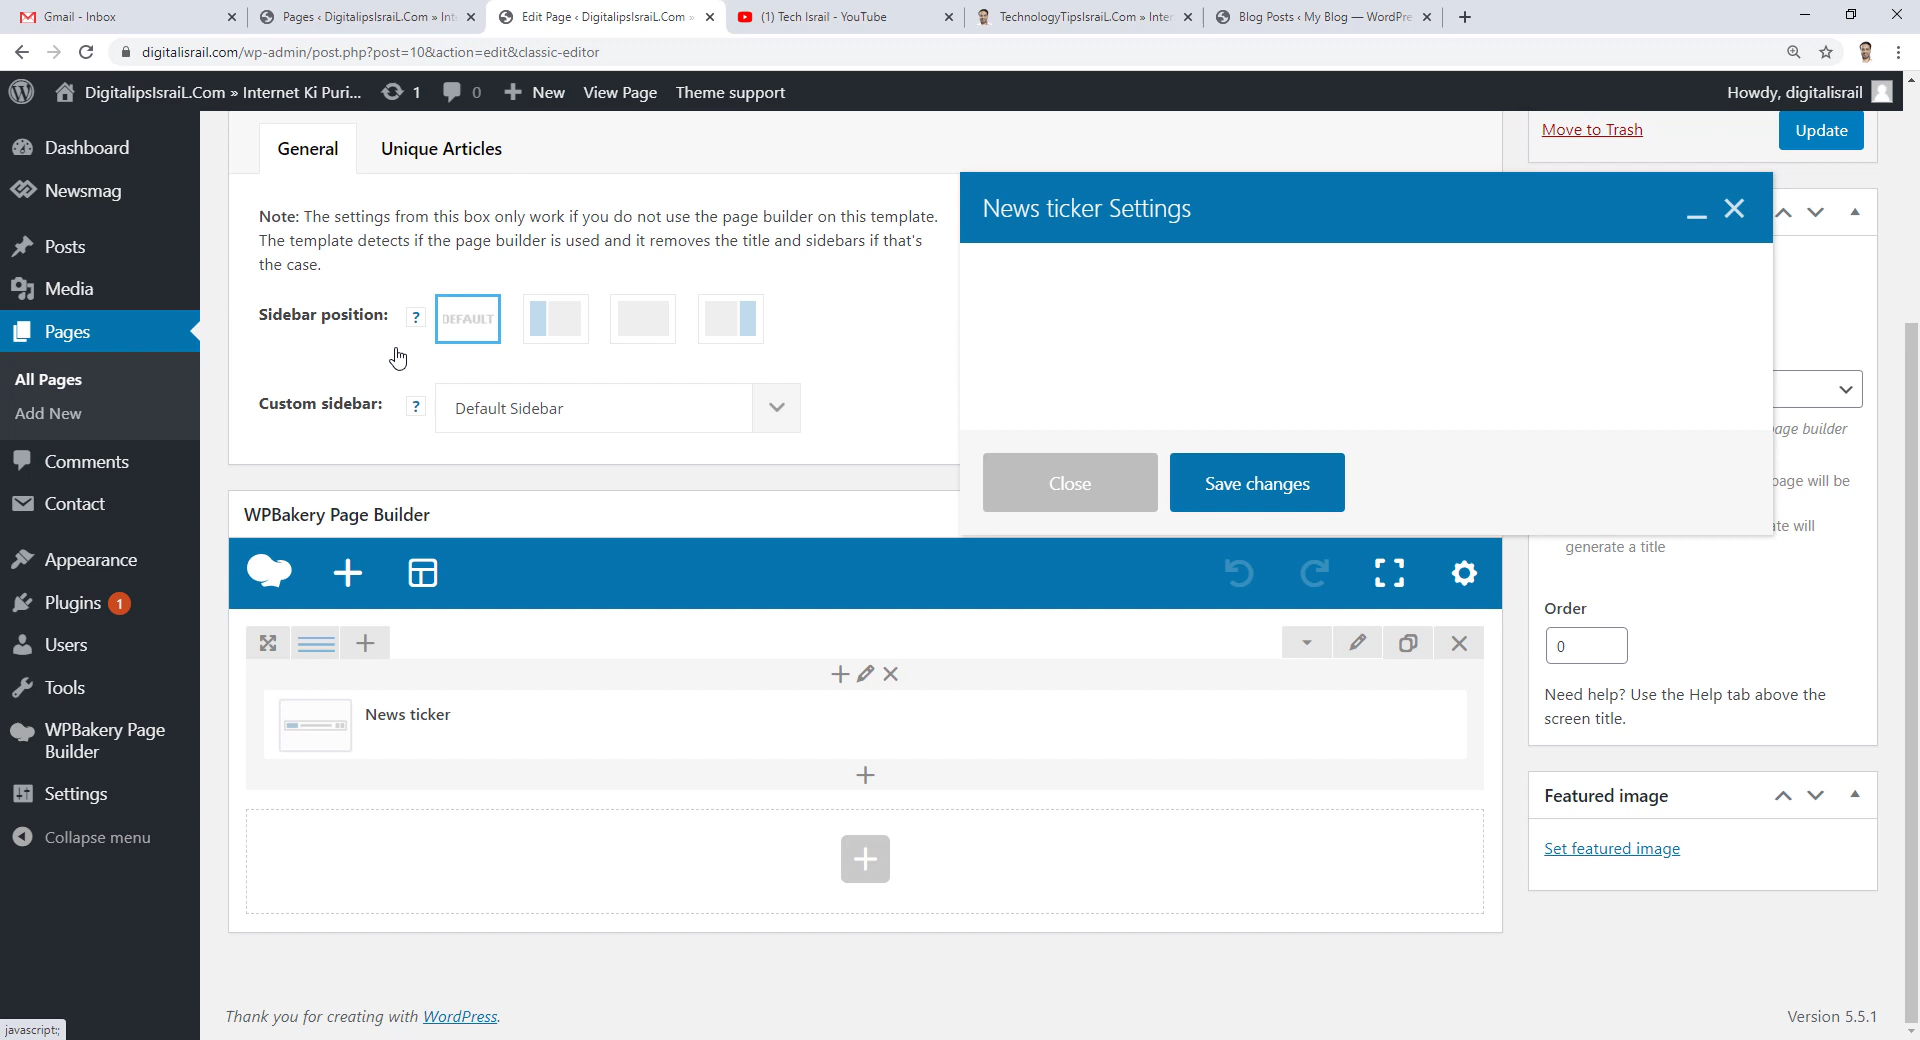 Gmail - Inbox
Pages ‹ DigitalipsIsraiL.Com » Int
Edit Page ‹ DigitalipsIsraiL.Com »
(1) Tech Israil - YouTube
TechnologyTipsIsraiL.Com » Inter
Blog Posts ‹ My Blog — WordPre
digitalisrail.com/wp-admin/post.php?post=10&action=edit&classic-editor
DigitalipsIsraiL.Com » Internet Ki Puri... 1 0 New View Page Theme support
Howdy, digitalisrail
Dashboard
Newsmag
Posts
Media
Pages
All Pages
Add New
Comments
Contact
Appearance
Plugins 1
Users
Tools
WPBakery Page
Builder
Settings
Collapse menu
javascript:;
General Unique Articles
Note: The settings from this box only work if you do not use the page builder on this template.
The template detects if the page builder is used and it removes the title and sidebars if that's
the case.
Sidebar position: ? DEFAULT
Custom sidebar: ? Default Sidebar
News ticker Settings
Close Save changes
WPBakery Page Builder
News ticker
Move to Trash Update
age builder
page will be
ate will
generate a title
Order
0
Need help? Use the Help tab above the
screen title.
Featured image
Set featured image
Thank you for creating with WordPress.
Version 5.5.1